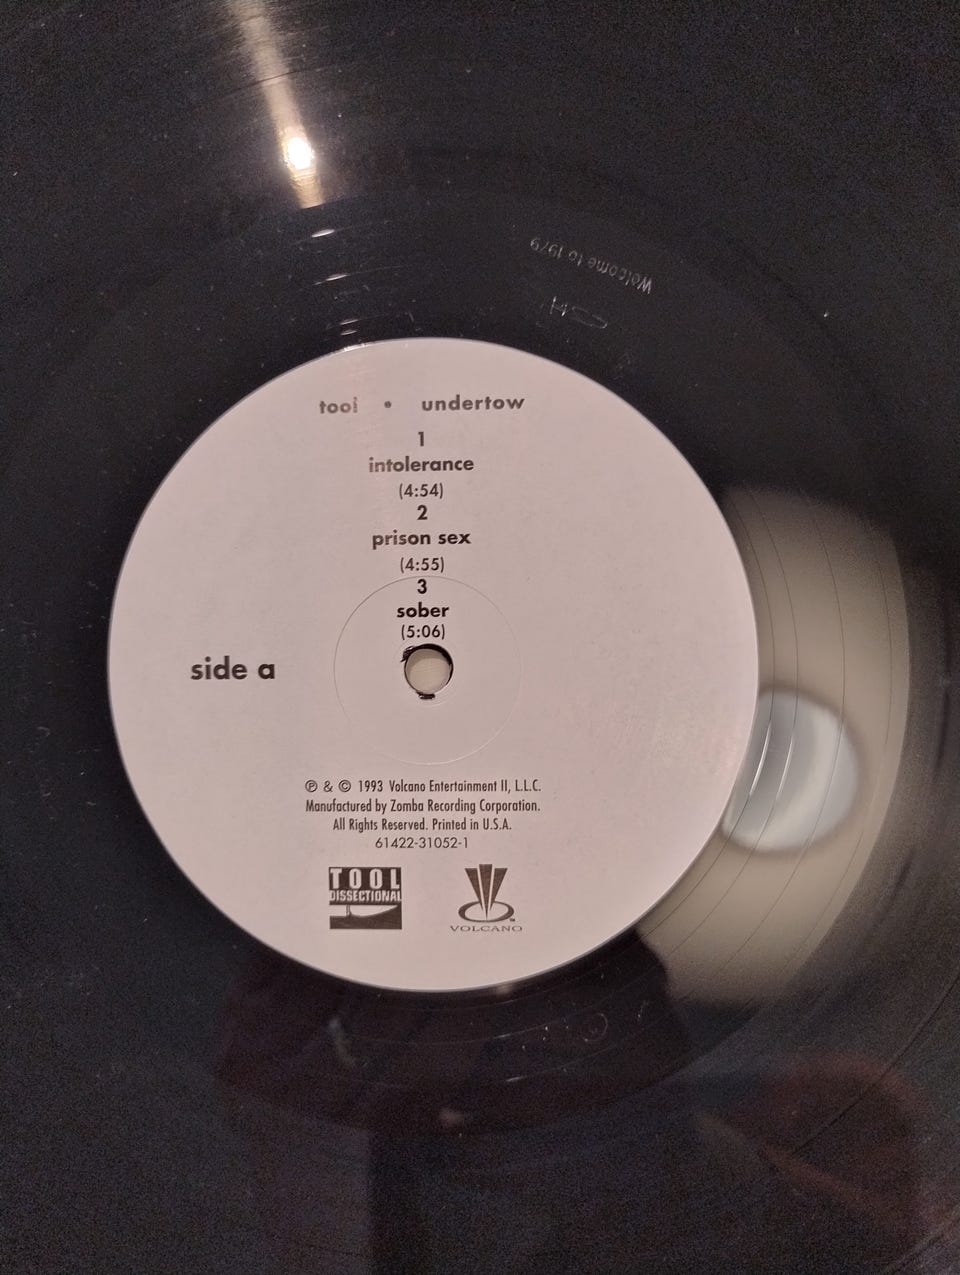 Welcome to 1979
tool • undertow
1
intolerance
(4:54)
2
prison sex
(4:55)
3
sober
(5:06)
side a
℗ & © 1993 Volcano Entertainment II, L.L.C.
Manufactured by Zomba Recording Corporation.
All Rights Reserved. Printed in U.S.A.
61422-31052-1
TOOL
DISSECTIONAL
VOLCANO